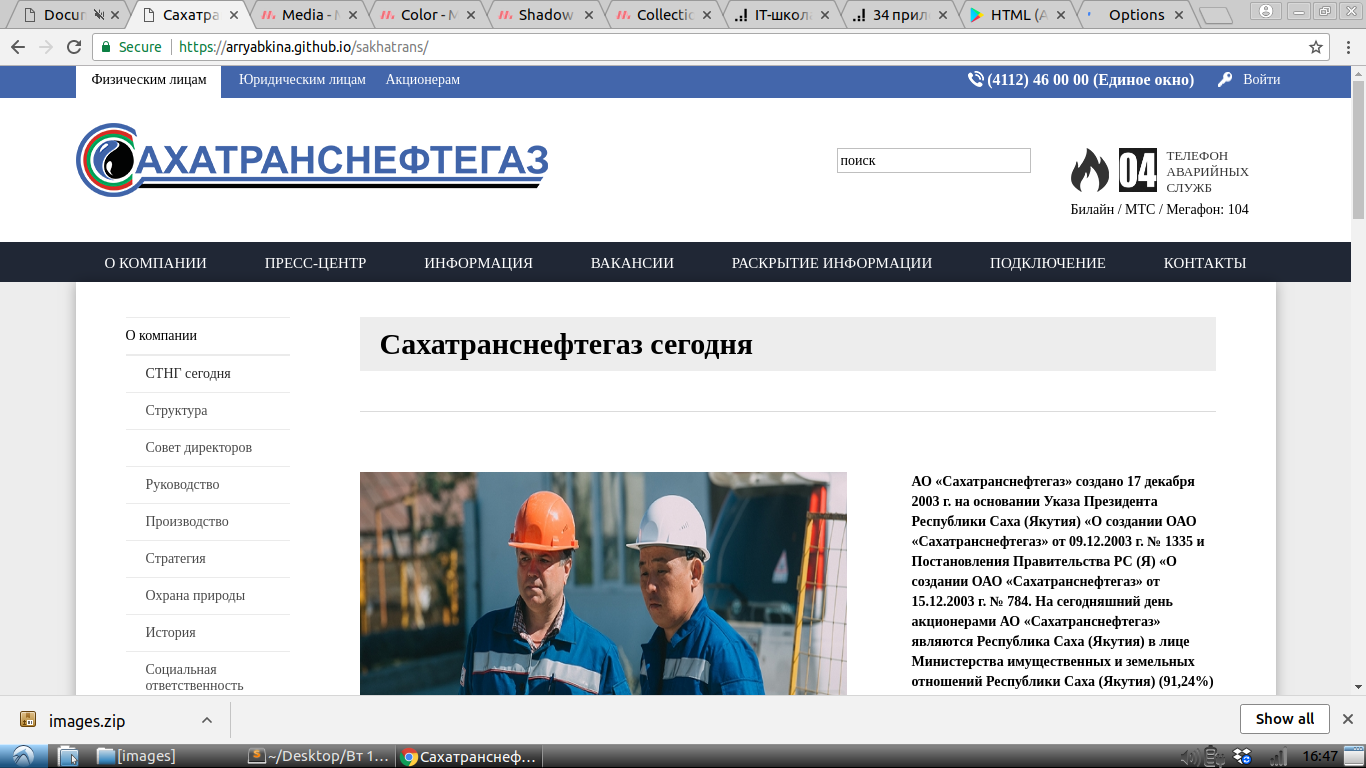 Docum
Сахатра
Media - M
Color - M
Shadow
Collectio
IT-школ
34 прил
HTML (A
Options
Secure https://arryabkina.github.io/sakhatrans/
Физическим лицам Юридическим лицам Акционерам (4112) 46 00 00 (Единое окно) Войти
САХАТРАНСНЕФТЕГАЗ
поиск
04
ТЕЛЕФОН
АВАРИЙНЫХ
СЛУЖБ
Билайн / МТС / Мегафон: 104
О КОМПАНИИ ПРЕСС-ЦЕНТР ИНФОРМАЦИЯ ВАКАНСИИ РАСКРЫТИЕ ИНФОРМАЦИИ ПОДКЛЮЧЕНИЕ КОНТАКТЫ
О компании
СТНГ сегодня
Структура
Совет директоров
Руководство
Производство
Стратегия
Охрана природы
История
Социальная
ответственность
Сахатранснефтегаз сегодня
АО «Сахатранснефтегаз» создано 17 декабря
2003 г. на основании Указа Президента
Республики Саха (Якутия) «О создании ОАО
«Сахатранснефтегаз» от 09.12.2003 г. № 1335 и
Постановления Правительства РС (Я) «О
создании ОАО «Сахатранснефтегаз» от
15.12.2003 г. № 784. На сегодняшний день
акционерами АО «Сахатранснефтегаз»
являются Республика Саха (Якутия) в лице
Министерства имущественных и земельных
отношений Республики Саха (Якутия) (91,24%)
images.zip
Show all
[images]
~/Desktop/Вт 1...
Сахатранснеф...
16:47